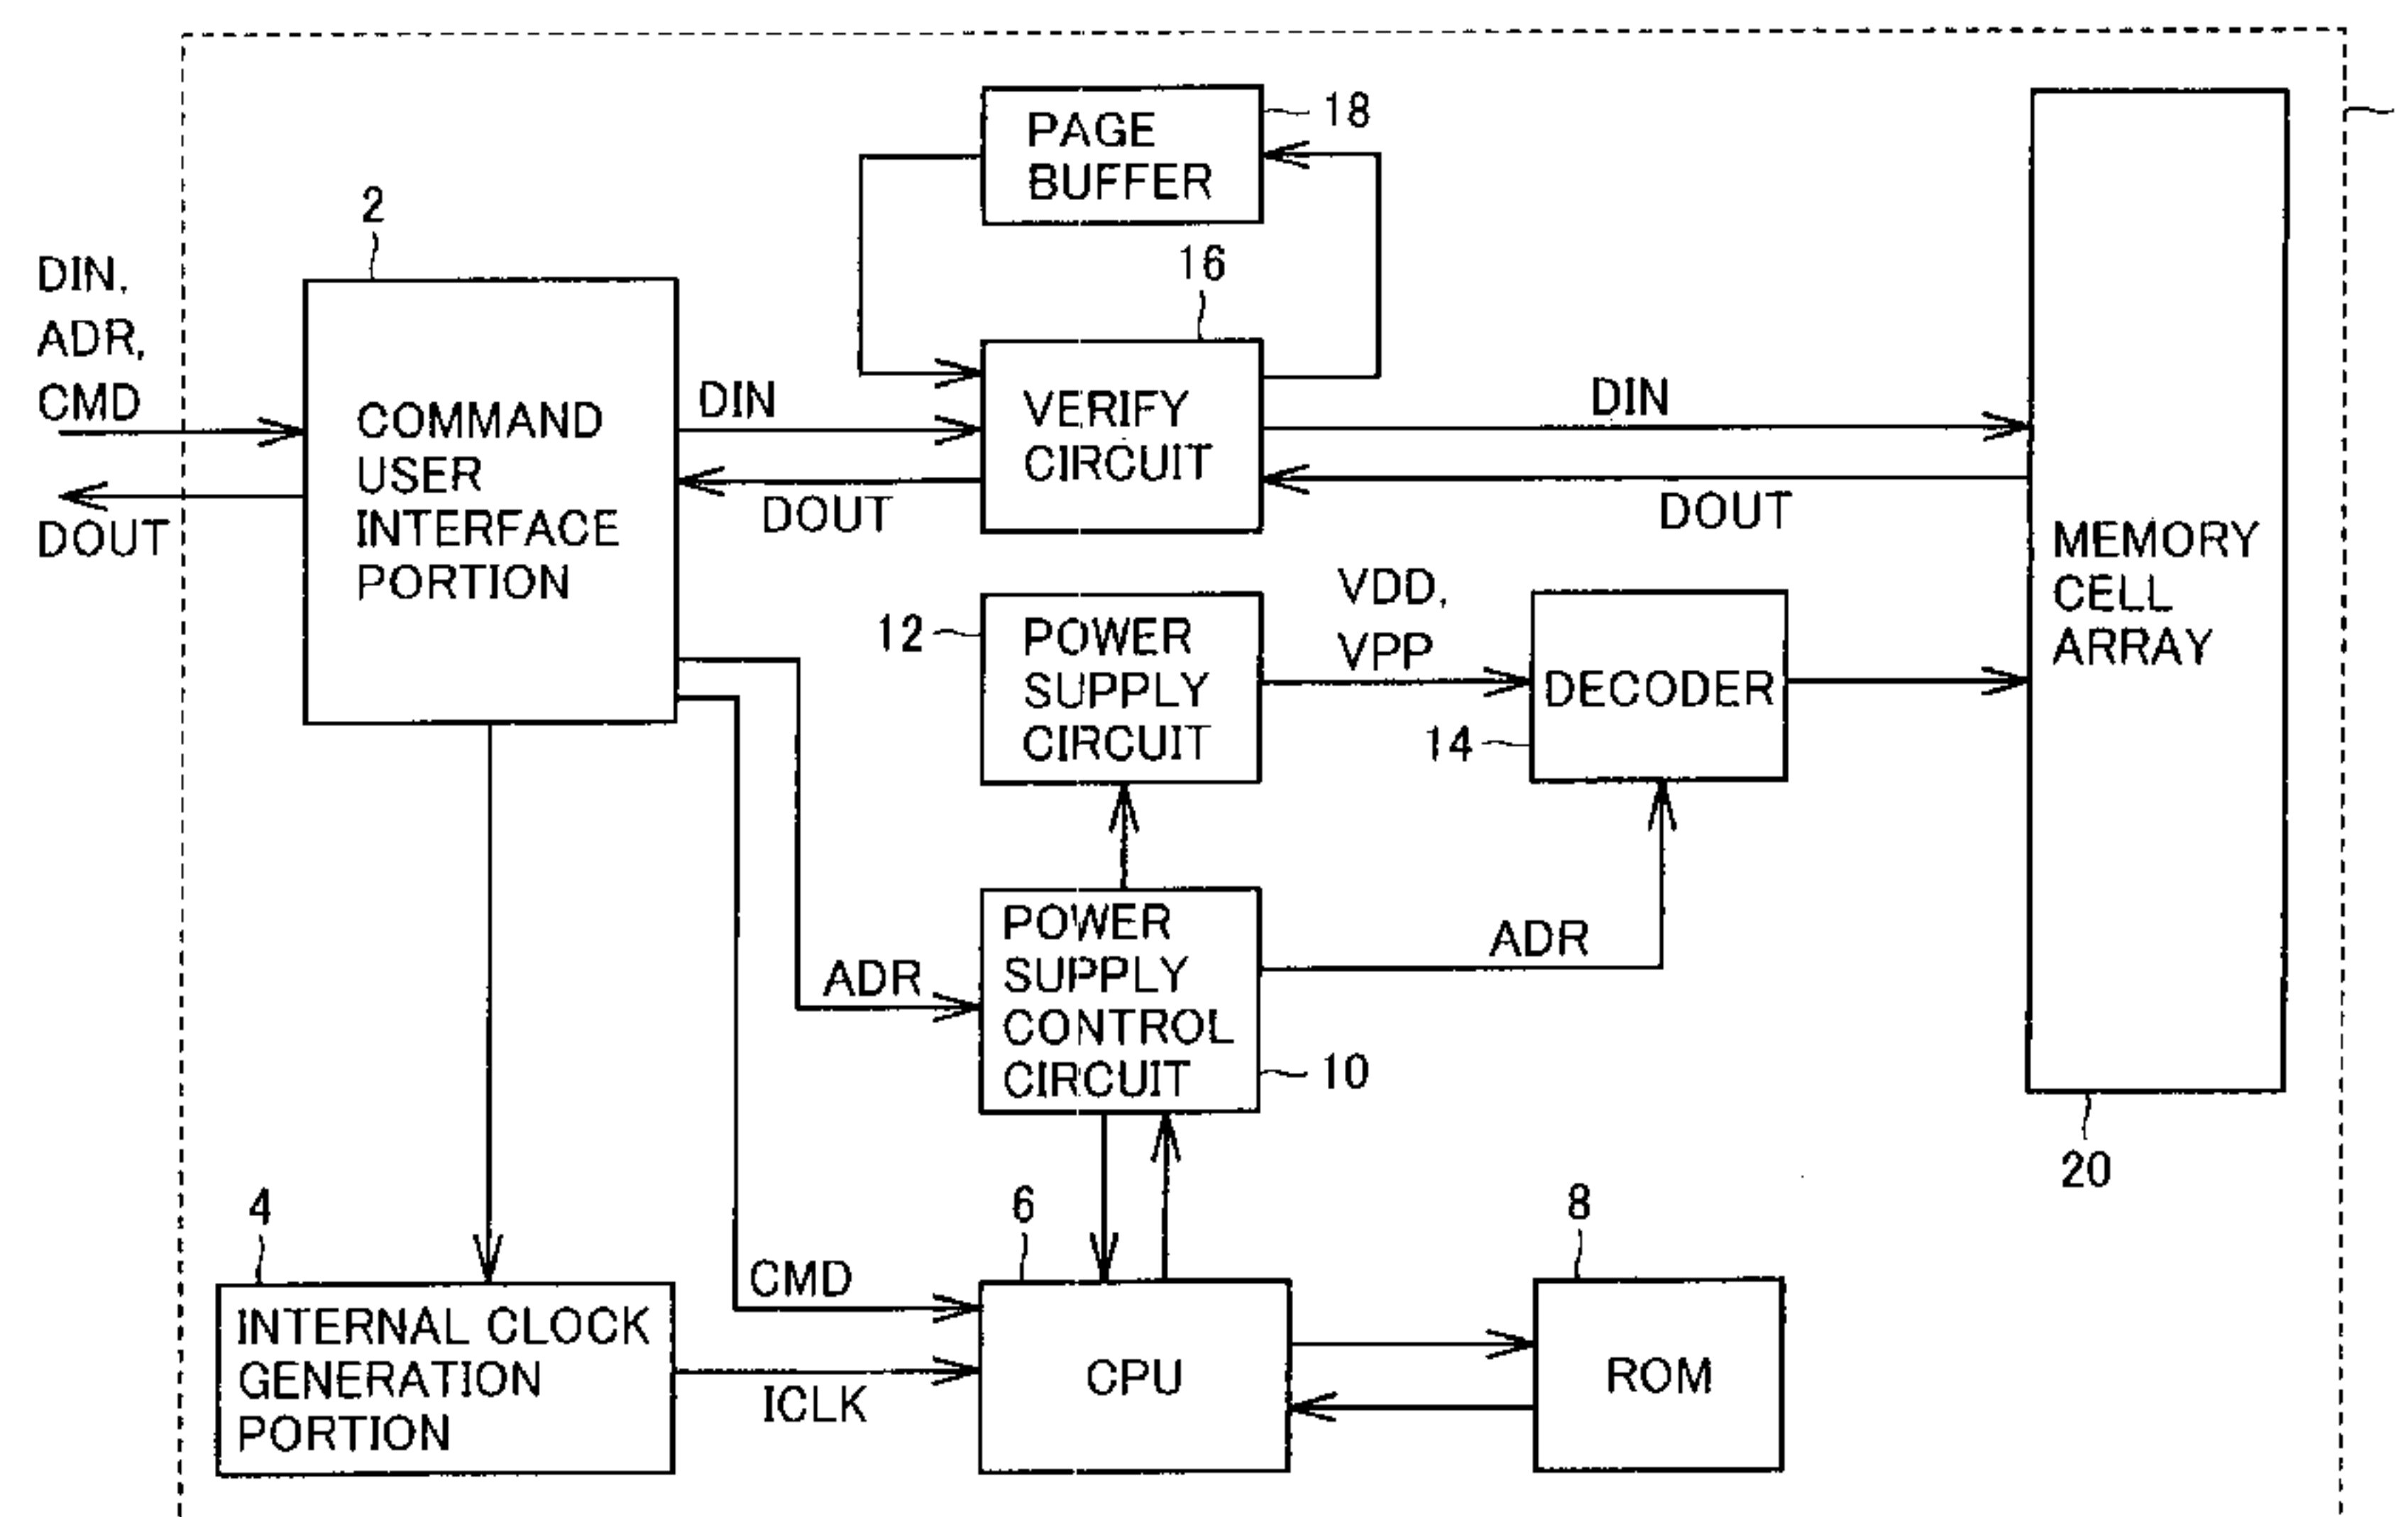 PAGE
BUFFER
18
2
16
DIN,
ADR,
CMD
DOUT
COMMAND
USER
INTERFACE
PORTION
DIN
DOUT
VERIFY
CIRCUIT
DIN
DOUT
MEMORY
CELL
ARRAY
20
12
POWER
SUPPLY
CIRCUIT
VDD,
VPP
DECODER
14
ADR
POWER
SUPPLY
CONTROL
CIRCUIT
10
ADR
4
INTERNAL CLOCK
GENERATION
PORTION
CMD
ICLK
6
CPU
8
ROM